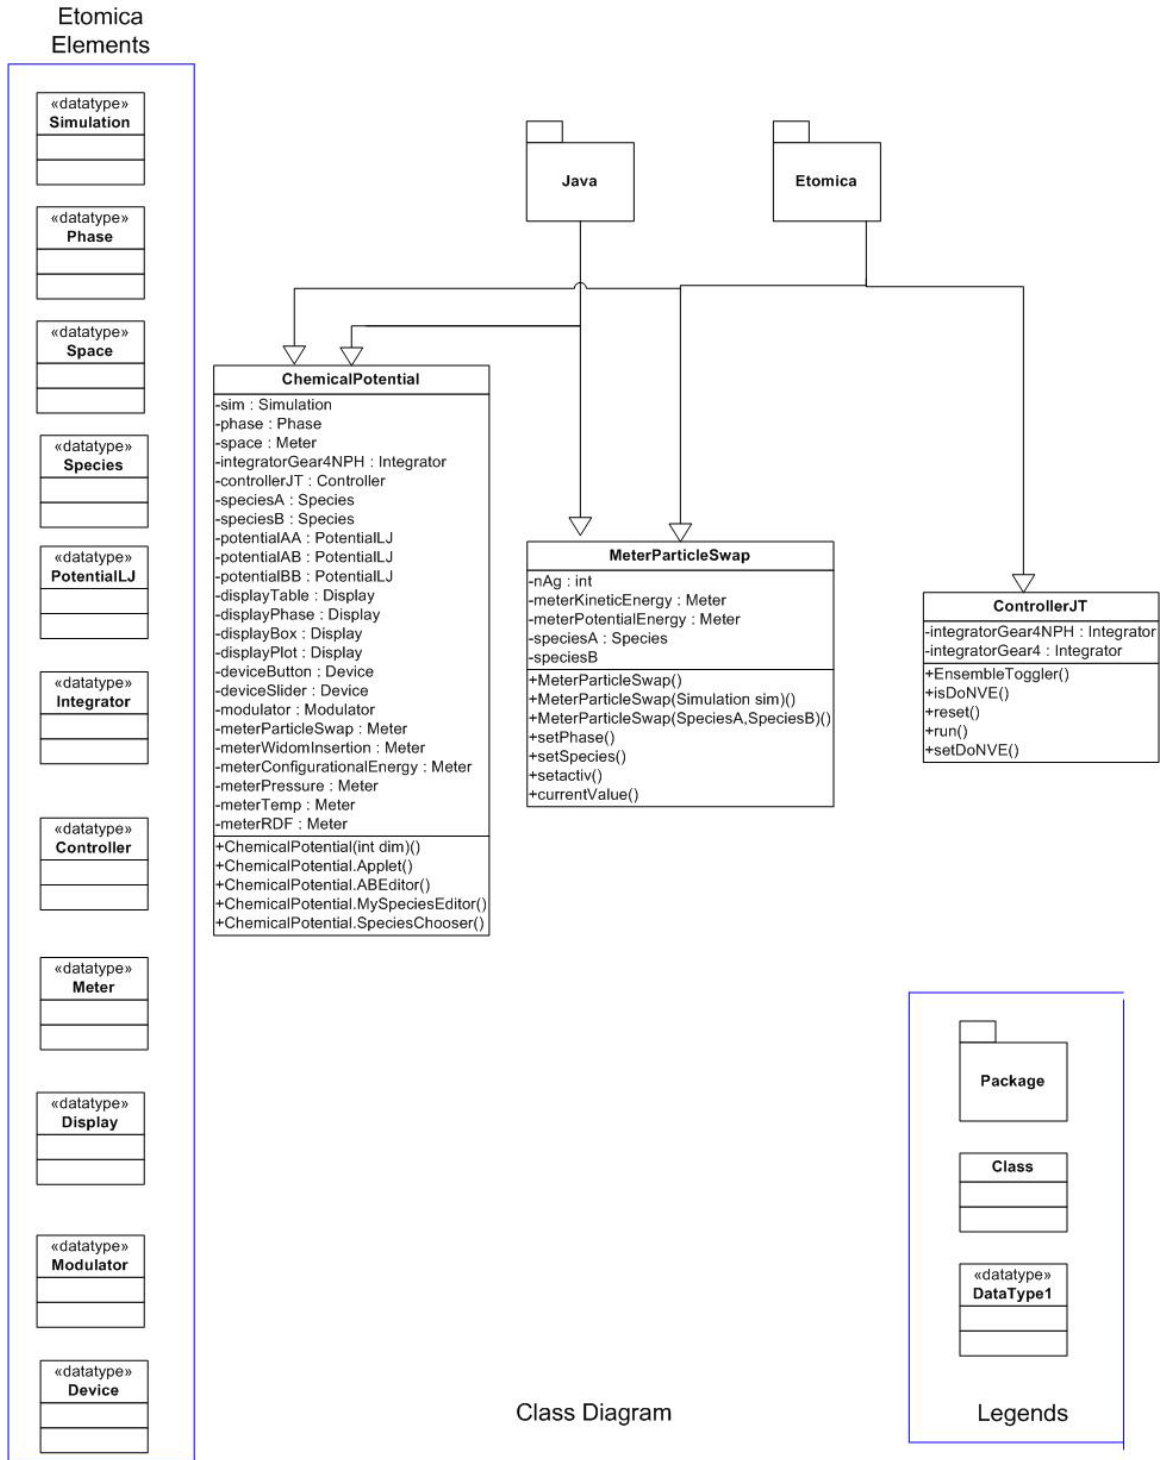 Etomica
Elements
«datatype»
Simulation
«datatype»
Phase
«datatype»
Space
«datatype»
Species
«datatype»
PotentialLJ
«datatype»
Integrator
«datatype»
Controller
«datatype»
Meter
«datatype»
Display
«datatype»
Modulator
«datatype»
Device
Java
Etomica
ChemicalPotential
-sim : Simulation
-phase : Phase
-space : Meter
-integratorGear4NPH : Integrator
-controllerJT : Controller
-speciesA : Species
-speciesB : Species
-potentialAA : PotentialLJ
-potentialAB : PotentialLJ
-potentialBB : PotentialLJ
-displayTable : Display
-displayPhase : Display
-displayBox : Display
-displayPlot : Display
-deviceButton : Device
-deviceSlider : Device
-modulator : Modulator
-meterParticleSwap : Meter
-meterWidomInsertion : Meter
-meterConfigurationalEnergy : Meter
-meterPressure : Meter
-meterTemp : Meter
-meterRDF : Meter
+ChemicalPotential(int dim)()
+ChemicalPotential.Applet()
+ChemicalPotential.ABEditor()
+ChemicalPotential.MySpeciesEditor()
+ChemicalPotential.SpeciesChooser()
MeterParticleSwap
-nAg : int
-meterKineticEnergy : Meter
-meterPotentialEnergy : Meter
-speciesA : Species
-speciesB
+MeterParticleSwap()
+MeterParticleSwap(Simulation sim)()
+MeterParticleSwap(SpeciesA,SpeciesB)()
+setPhase()
+setSpecies()
+setactiv()
+currentValue()
ControllerJT
-integratorGear4NPH : Integrator
-integratorGear4 : Integrator
+EnsembleToggler()
+isDoNVE()
+reset()
+run()
+setDoNVE()
Package
Class
«datatype»
DataType1
Class Diagram
Legends